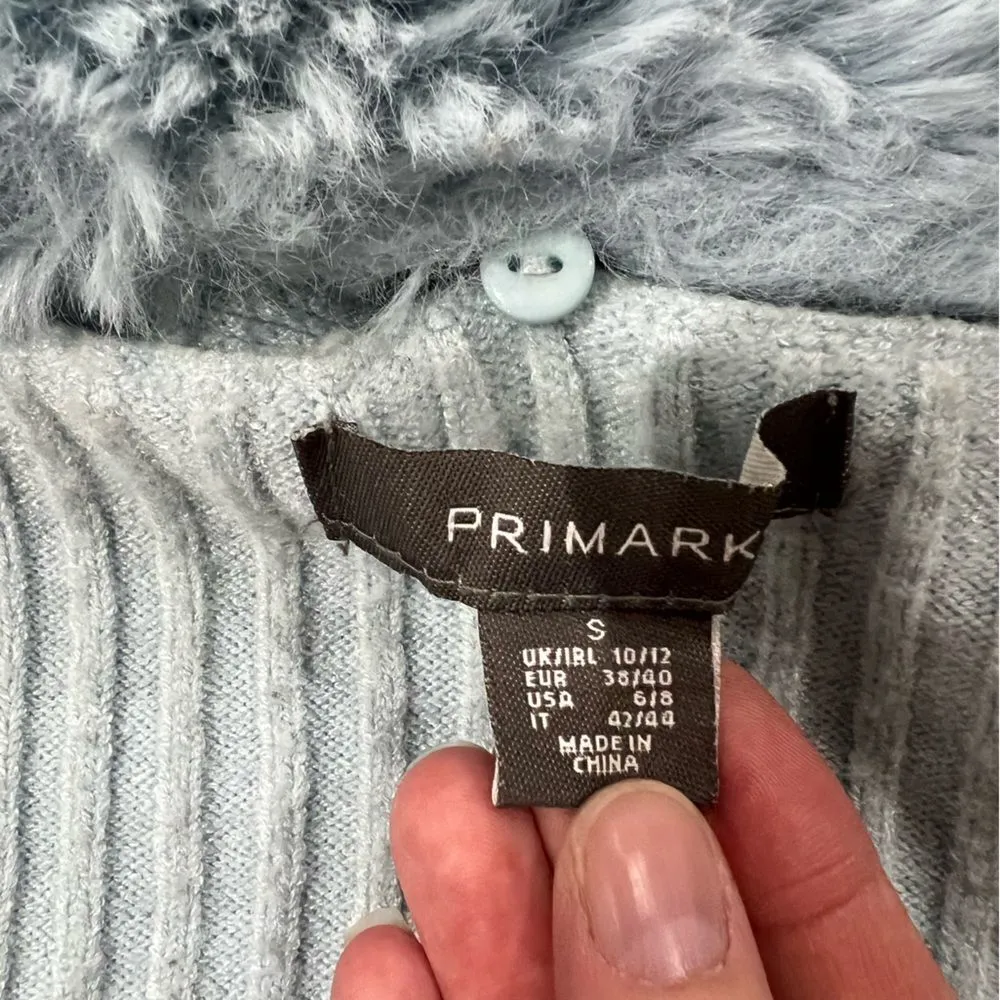 PRIMARK
S
UK/IRL 10/12
EUR 38/40
USA 6/8
IT 42/44
MADE IN
CHINA